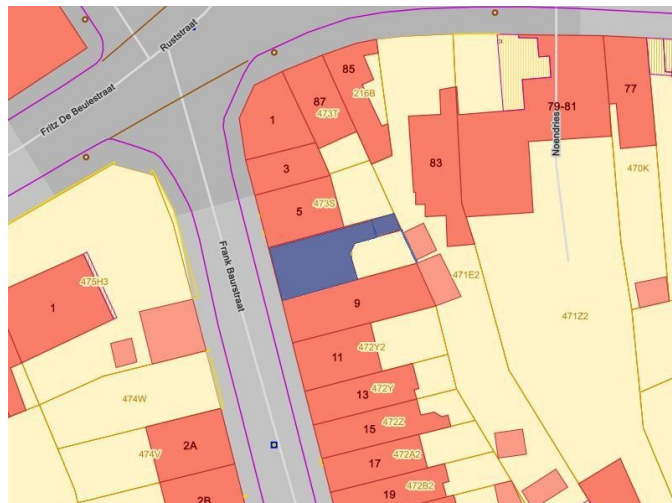 Ruststraat
Fritz De Beulestraat
85
216B
87
473T
1
3
5
473S
79-81
Noendries
77
83
470K
471E2
471Z2
Frank Baurstraat
475H3
1
9
11
472Y2
13
472Y
474W
15
472Z
474V
2A
17
472A2
2B
19
472B2